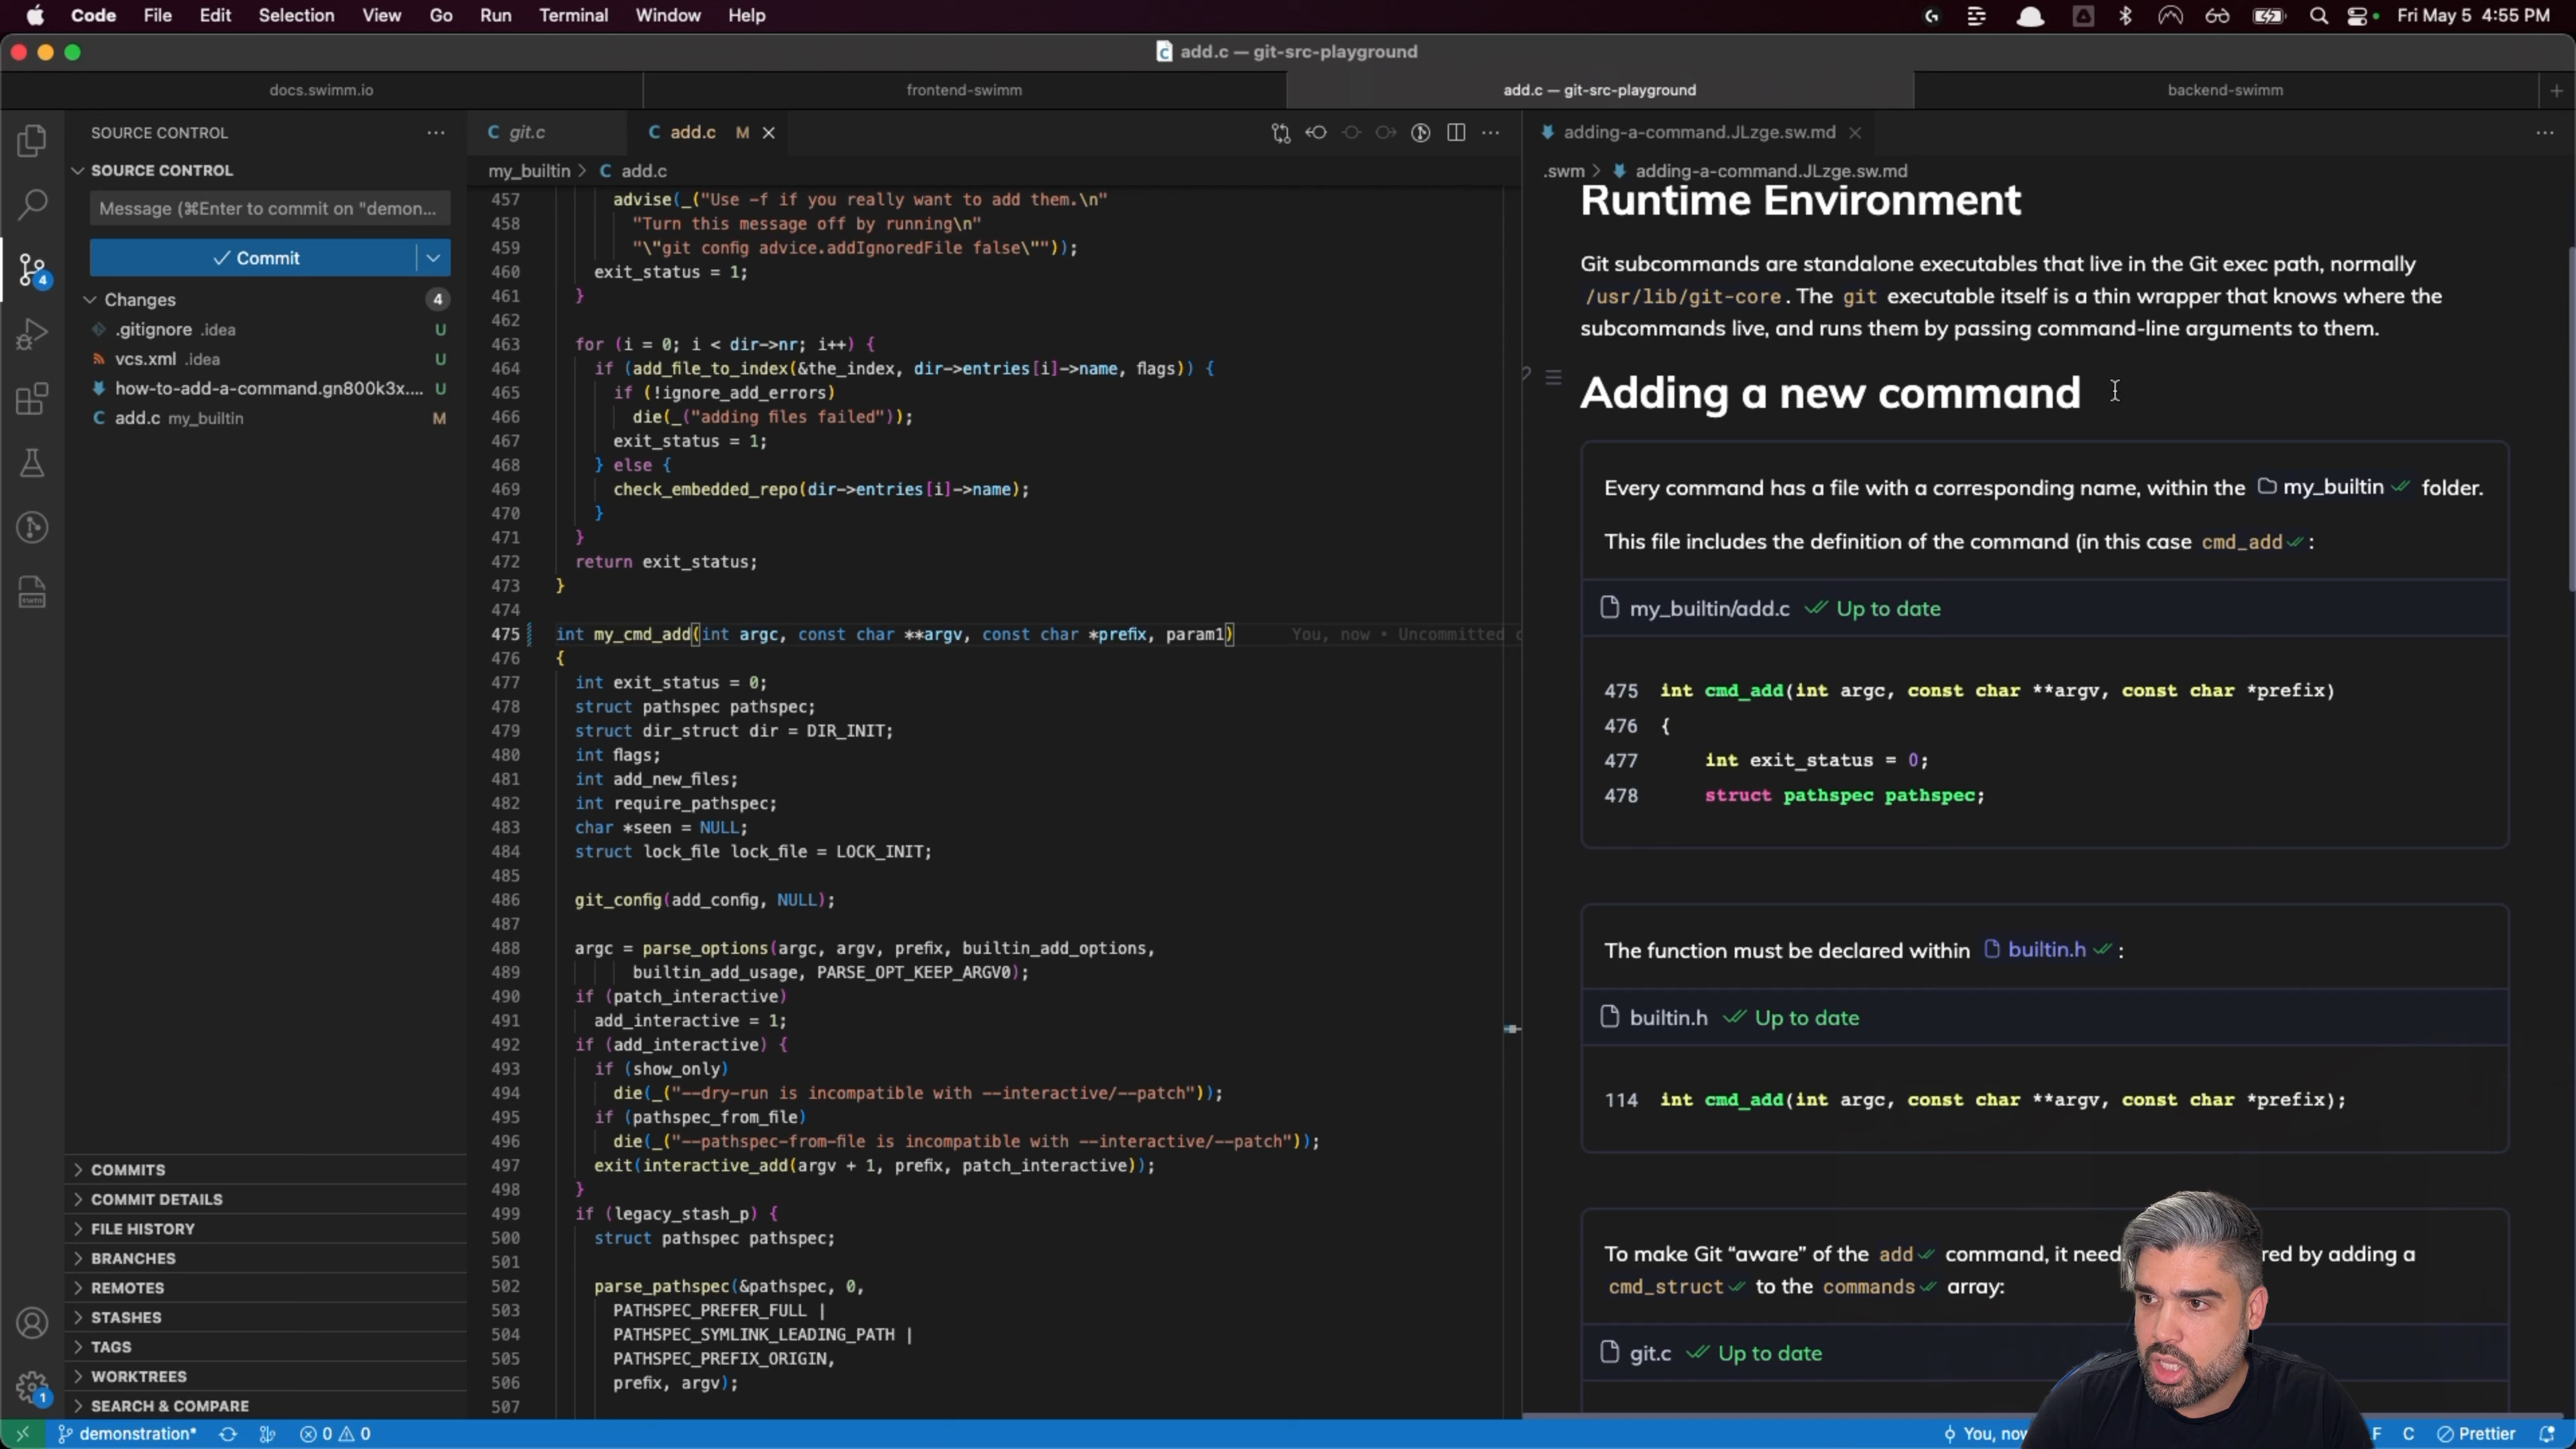 Code File Edit Selection View Go Run Terminal Window Help Fri May 5 4:55 PM
add.c — git-src-playground
docs.swimm.io frontend-swimm add.c — git-src-playground backend-swimm
SOURCE CONTROL
SOURCE CONTROL
Message (⌘Enter to commit on "demon...
Commit
4
Changes 4
.gitignore .idea U
vcs.xml .idea U
how-to-add-a-command.gn800k3x.... U
add.c my_builtin M
COMMITS
COMMIT DETAILS
FILE HISTORY
BRANCHES
REMOTES
STASHES
TAGS
WORKTREES
SEARCH & COMPARE
1
git.c add.c M
my_builtin > C add.c
457 advise(_("Use -f if you really want to add them.\n"
458 "Turn this message off by running\n"
459 "\"git config advice.addIgnoredFile false\""));
460 exit_status = 1;
461 }
462
463 for (i = 0; i < dir->nr; i++) {
464 if (add_file_to_index(&the_index, dir->entries[i]->name, flags)) {
465 if (!ignore_add_errors)
466 die(_("adding files failed"));
467 exit_status = 1;
468 } else {
469 check_embedded_repo(dir->entries[i]->name);
470 }
471 }
472 return exit_status;
473 }
474
475 int my_cmd_add(int argc, const char **argv, const char *prefix, param1) You, now • Uncommitted
476 {
477 int exit_status = 0;
478 struct pathspec pathspec;
479 struct dir_struct dir = DIR_INIT;
480 int flags;
481 int add_new_files;
482 int require_pathspec;
483 char *seen = NULL;
484 struct lock_file lock_file = LOCK_INIT;
485
486 git_config(add_config, NULL);
487
488 argc = parse_options(argc, argv, prefix, builtin_add_options,
489 builtin_add_usage, PARSE_OPT_KEEP_ARGV0);
490 if (patch_interactive)
491 add_interactive = 1;
492 if (add_interactive) {
493 if (show_only)
494 die(_("--dry-run is incompatible with --interactive/--patch"));
495 if (pathspec_from_file)
496 die(_("--pathspec-from-file is incompatible with --interactive/--patch"));
497 exit(interactive_add(argv + 1, prefix, patch_interactive));
498 }
499 if (legacy_stash_p) {
500 struct pathspec pathspec;
501
502 parse_pathspec(&pathspec, 0,
503 PATHSPEC_PREFER_FULL |
504 PATHSPEC_SYMLINK_LEADING_PATH |
505 PATHSPEC_PREFIX_ORIGIN,
506 prefix, argv);
507
adding-a-command.JLzge.sw.md
.swm > adding-a-command.JLzge.sw.md
Runtime Environment
Git subcommands are standalone executables that live in the Git exec path, normally
/usr/lib/git-core. The git executable itself is a thin wrapper that knows where the
subcommands live, and runs them by passing command-line arguments to them.
Adding a new command
Every command has a file with a corresponding name, within the my_builtin folder.
This file includes the definition of the command (in this case cmd_add :
my_builtin/add.c Up to date
475 int cmd_add(int argc, const char **argv, const char *prefix)
476 {
477 int exit_status = 0;
478 struct pathspec pathspec;
The function must be declared within builtin.h :
builtin.h Up to date
114 int cmd_add(int argc, const char **argv, const char *prefix);
To make Git “aware” of the add command, it need red by adding a
cmd_struct to the commands array:
git.c Up to date
demonstration* 0 0 You, now F C Prettier